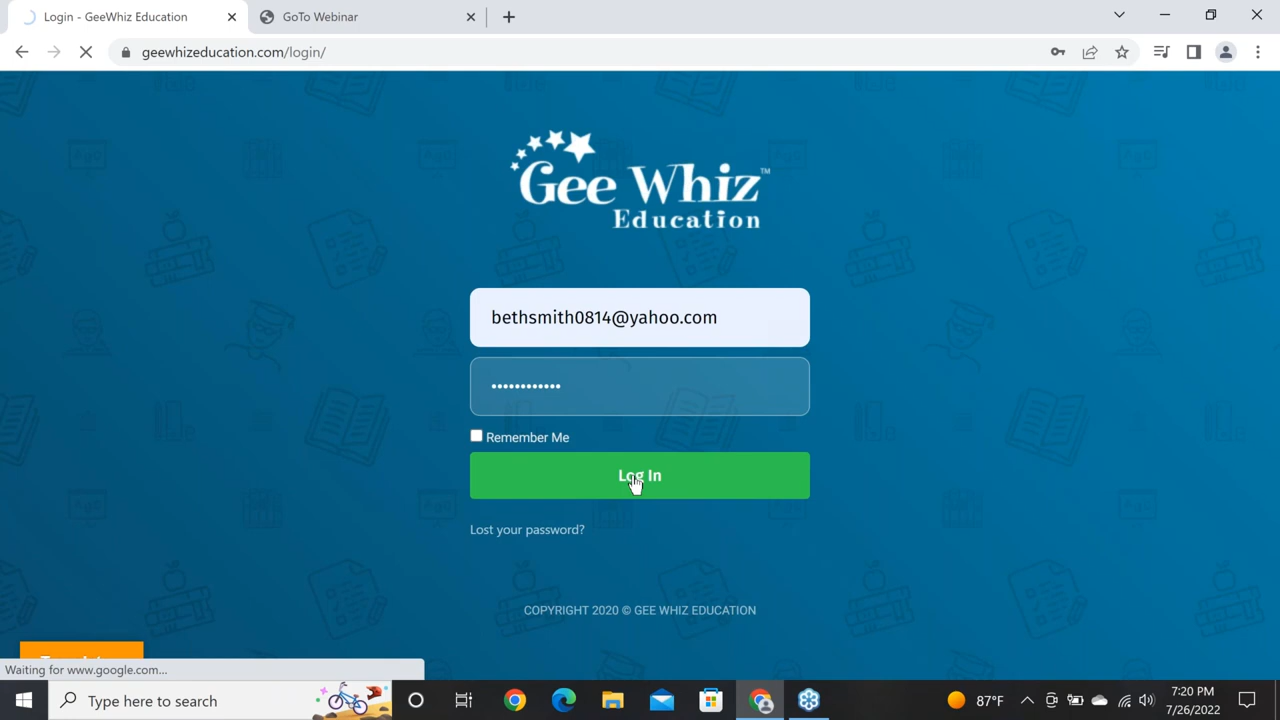 Login - GeeWhiz Education
GoTo Webinar
geewhizeducation.com/login/
Gee Whiz™
Education
bethsmith0814@yahoo.com
••••••••••••
Remember Me
Log In
Lost your password?
COPYRIGHT 2020 © GEE WHIZ EDUCATION
Waiting for www.google.com...
Type here to search
87°F
7:20 PM
7/26/2022